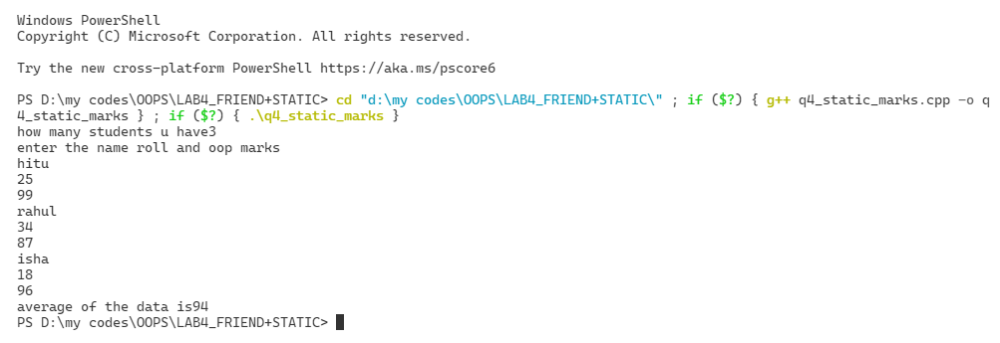 Windows PowerShell
Copyright (C) Microsoft Corporation. All rights reserved.
Try the new cross-platform PowerShell https://aka.ms/pscore6
PS D:\my codes\OOPS\LAB4_FRIEND+STATIC> cd "d:\my codes\OOPS\LAB4_FRIEND+STATIC\" ; if ($?) { g++ q4_static_marks.cpp -o q
4_static_marks } ; if ($?) { .\q4_static_marks }
how many students u have3
enter the name roll and oop marks
hitu
25
99
rahul
34
87
isha
18
96
average of the data is94
PS D:\my codes\OOPS\LAB4_FRIEND+STATIC>